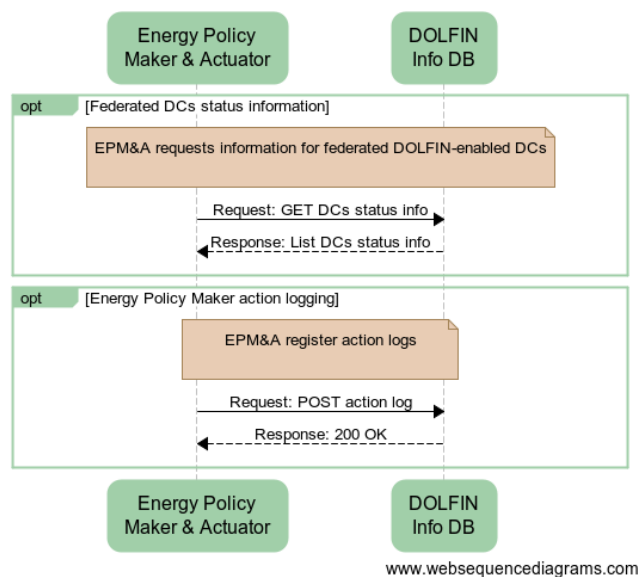 Energy Policy
Maker & Actuator
DOLFIN
Info DB
opt
[Federated DCs status information]
EPM&A requests information for federated DOLFIN-enabled DCs
Request: GET DCs status info
Response: List DCs status info
opt
[Energy Policy Maker action logging]
EPM&A register action logs
Request: POST action log
Response: 200 OK
Energy Policy
Maker & Actuator
DOLFIN
Info DB
www.websequencediagrams.com